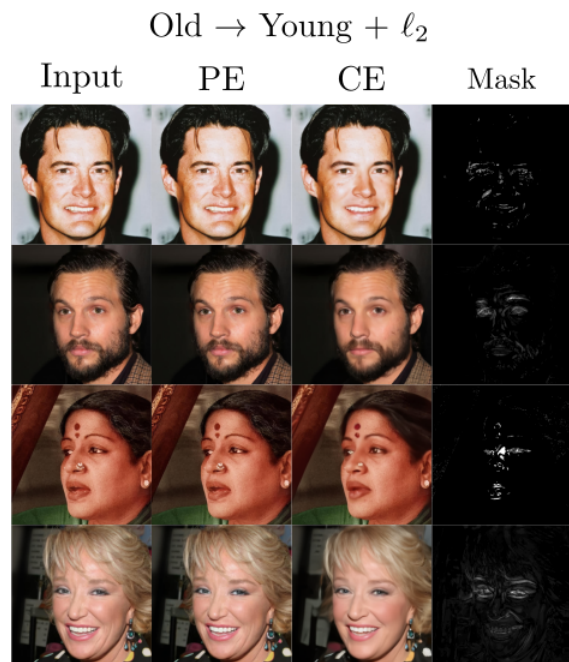 Old → Young + ℓ₂
Input PE CE Mask